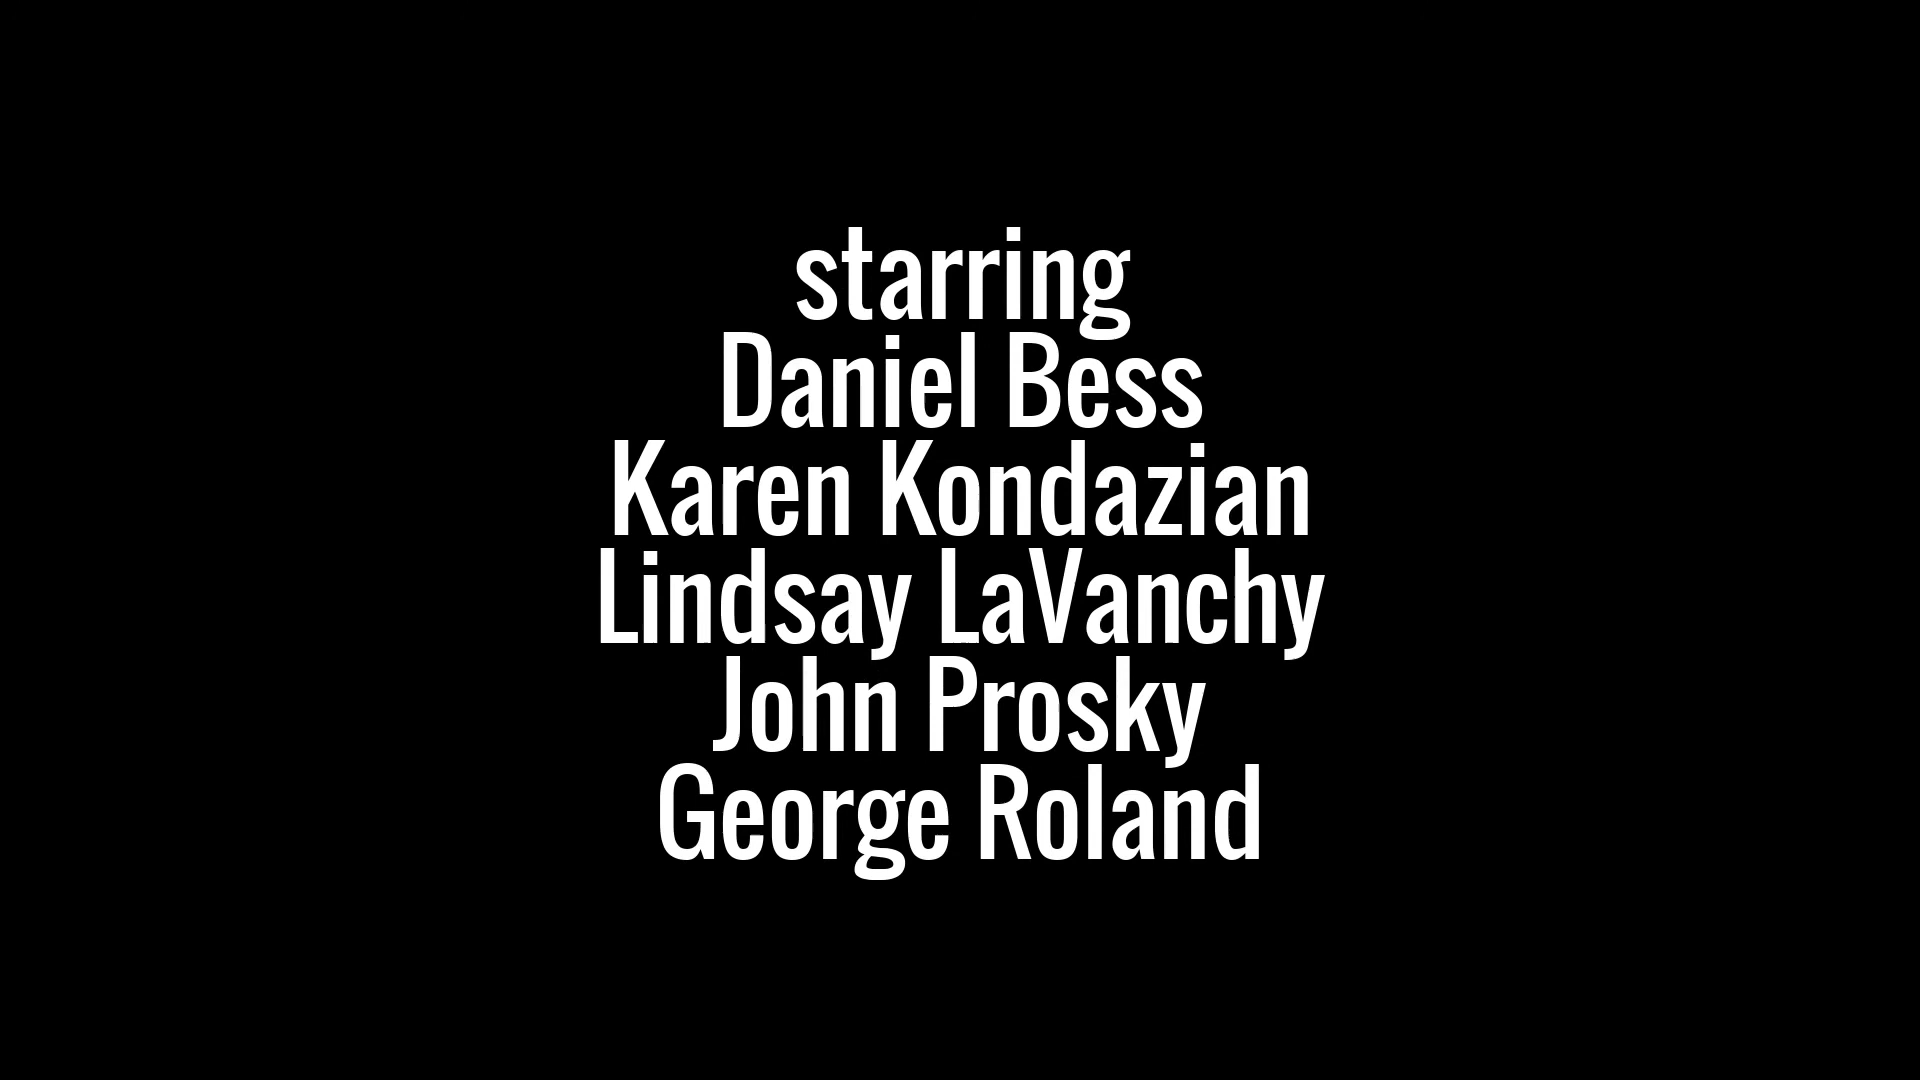 starring
Daniel Bess
Karen Kondazian
Lindsay LaVanchy
John Prosky
George Roland